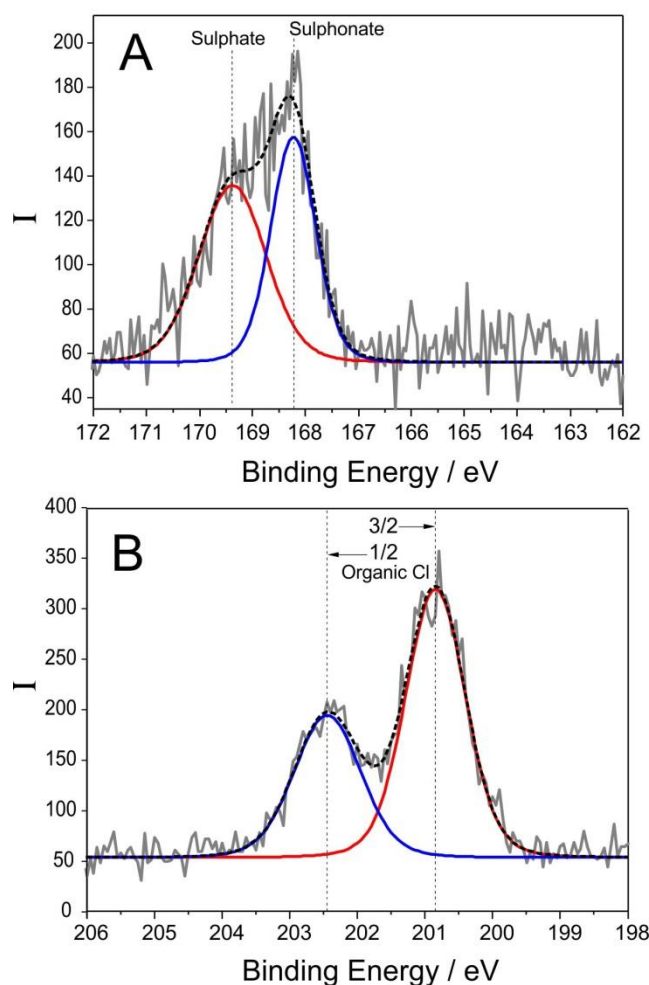 A
Sulphate
Sulphonate
200
180
160
140
120
100
80
60
40
I
172 171 170 169 168 167 166 165 164 163 162
Binding Energy / eV
B
3/2
1/2
Organic Cl
400
350
300
250
200
150
100
50
0
I
206 205 204 203 202 201 200 199 198
Binding Energy / eV